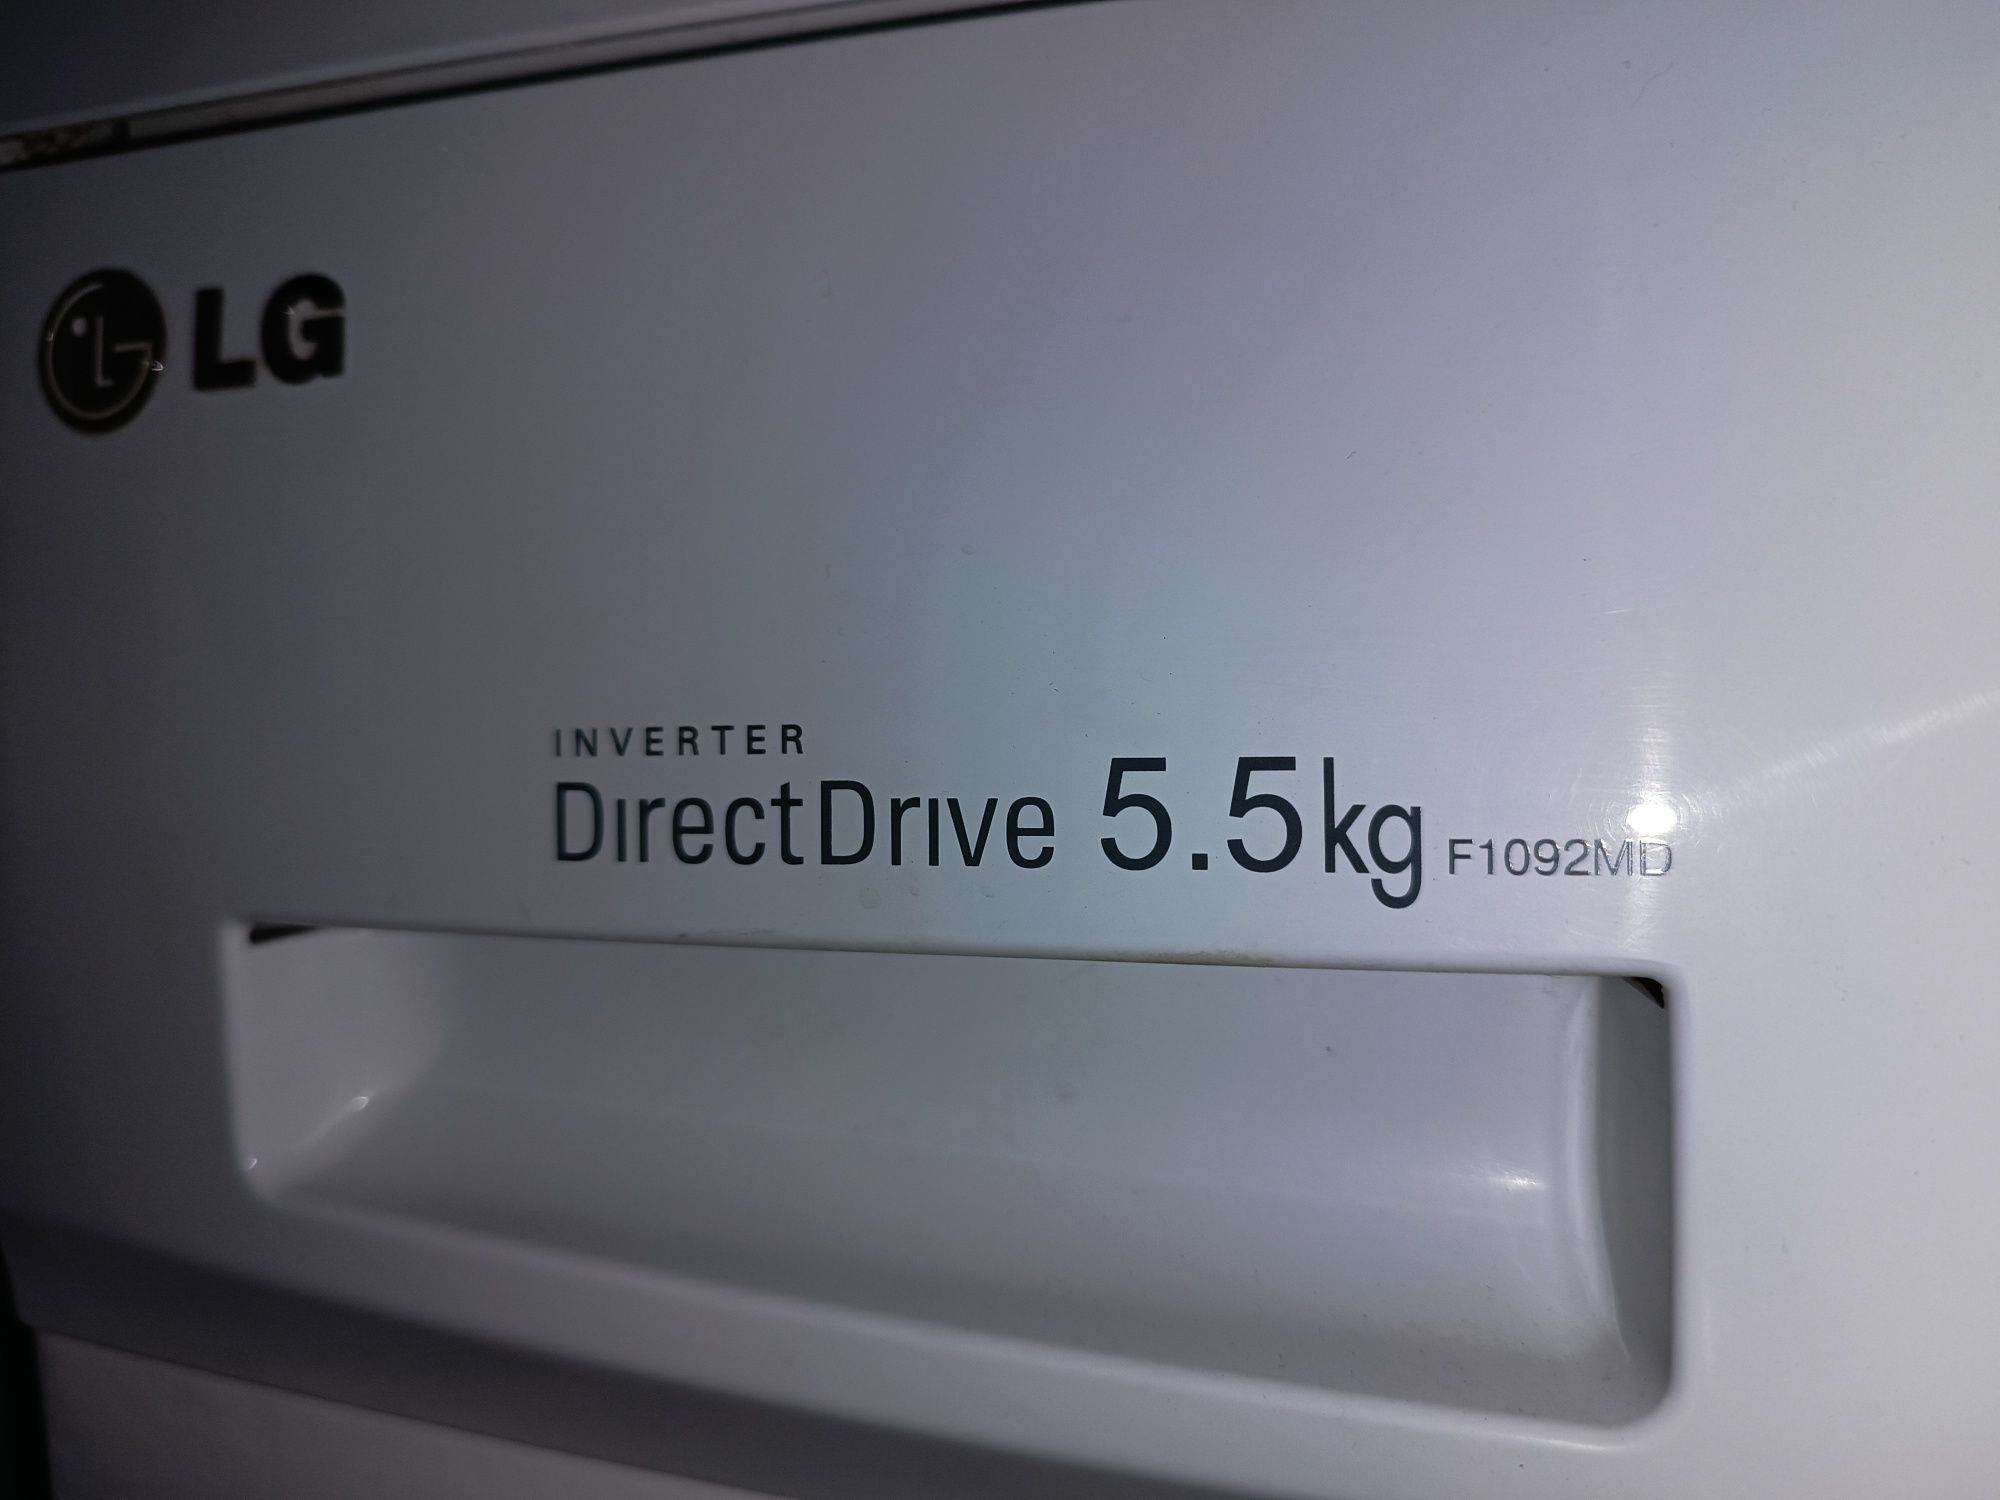 LG
INVERTER
DirectDrive 5.5kg F1092MD